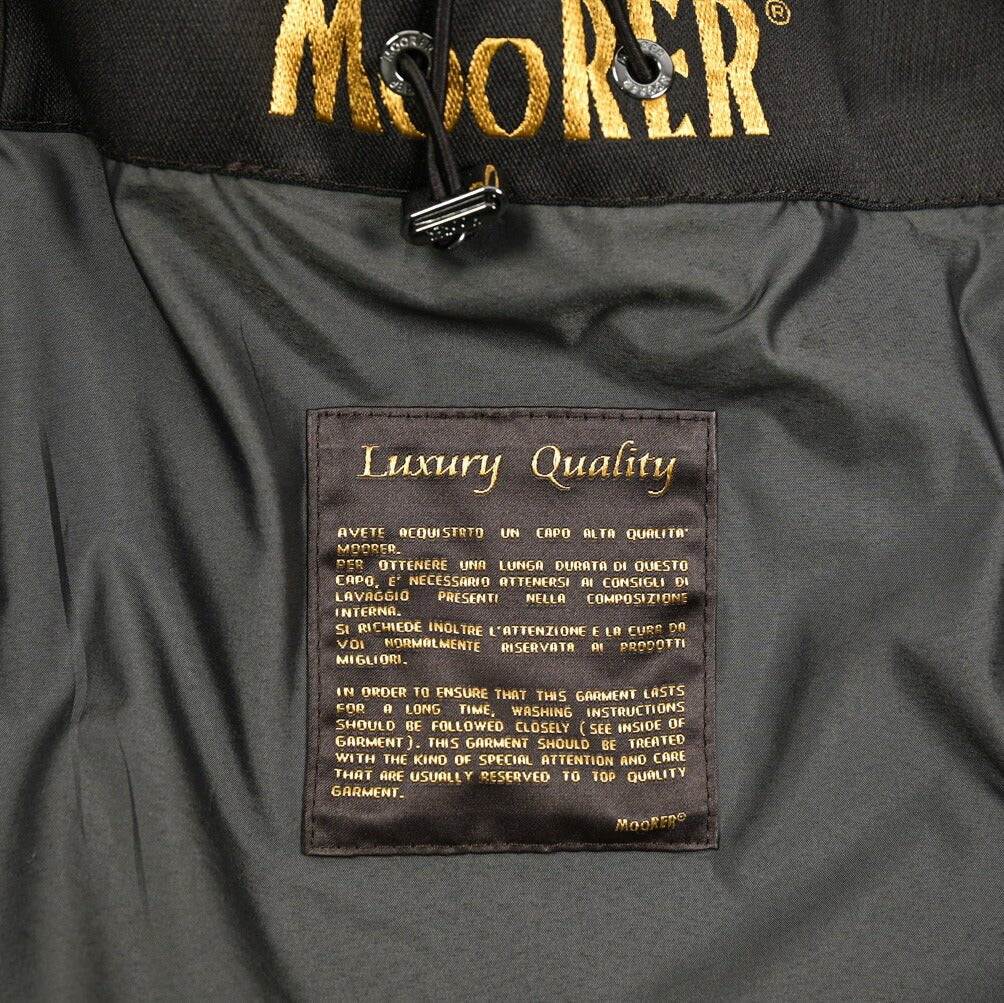 MOORER®
MOORER
Luxury Quality
AVETE ACQUISTATO UN CAPO ALTA QUALITA'
MOORER.
PER OTTENERE UNA LUNGA DURATA DI QUESTO
CAPO, E' NECESSARIO ATTENERSI AI CONSIGLI DI
LAVAGGIO PRESENTI NELLA COMPOSIZIONE
INTERNA.
SI RICHIEDE INOLTRE L'ATTENZIONE E LA CURA DA
VOI NORMALMENTE RISERVATA AI PRODOTTI
MIGLIORI.
IN ORDER TO ENSURE THAT THIS GARMENT LASTS
FOR A LONG TIME, WASHING INSTRUCTIONS
SHOULD BE FOLLOWED CLOSELY (SEE INSIDE OF
GARMENT). THIS GARMENT SHOULD BE TREATED
WITH THE KIND OF SPECIAL ATTENTION AND CARE
THAT ARE USUALLY RESERVED TO TOP QUALITY
GARMENT.
MOORER®